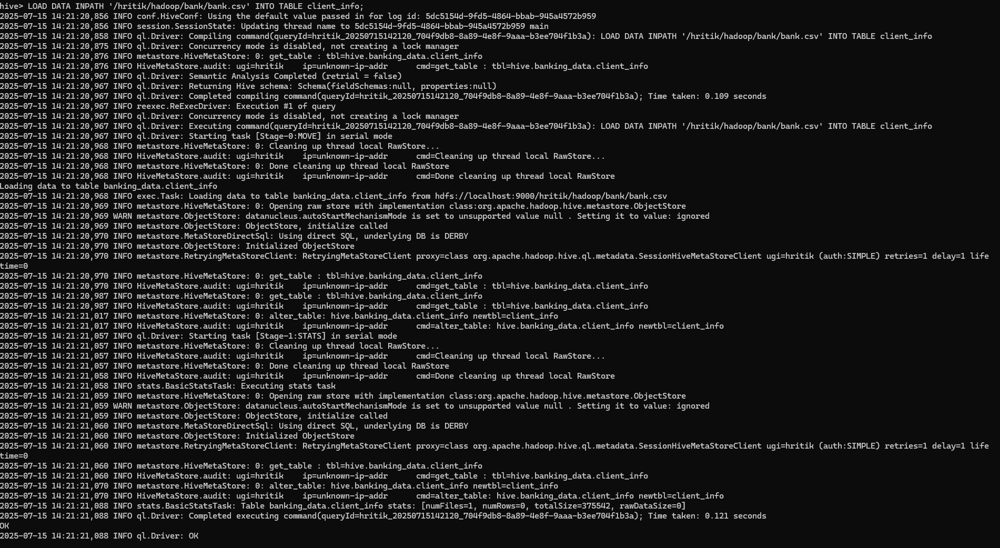 hive> LOAD DATA INPATH '/hritik/hadoop/bank/bank.csv' INTO TABLE client_info;
2025-07-15 14:21:20,856 INFO conf.HiveConf: Using the default value passed in for log id: 5dc5154d-9fd5-4864-bbab-945a4572b959
2025-07-15 14:21:20,856 INFO session.SessionState: Updating thread name to 5dc5154d-9fd5-4864-bbab-945a4572b959 main
2025-07-15 14:21:20,858 INFO ql.Driver: Compiling command(queryId=hritik_20250715142120_704f9db8-8a89-4e8f-9aaa-b3ee704f1b3a): LOAD DATA INPATH '/hritik/hadoop/bank/bank.csv' INTO TABLE client_info
2025-07-15 14:21:20,875 INFO ql.Driver: Concurrency mode is disabled, not creating a lock manager
2025-07-15 14:21:20,876 INFO metastore.HiveMetaStore: 0: get_table : tbl=hive.banking_data.client_info
2025-07-15 14:21:20,876 INFO HiveMetaStore.audit: ugi=hritik    ip=unknown-ip-addr      cmd=get_table : tbl=hive.banking_data.client_info
2025-07-15 14:21:20,967 INFO ql.Driver: Semantic Analysis Completed (retrial = false)
2025-07-15 14:21:20,967 INFO ql.Driver: Returning Hive schema: Schema(fieldSchemas:null, properties:null)
2025-07-15 14:21:20,967 INFO ql.Driver: Completed compiling command(queryId=hritik_20250715142120_704f9db8-8a89-4e8f-9aaa-b3ee704f1b3a); Time taken: 0.109 seconds
2025-07-15 14:21:20,967 INFO reexec.ReExecDriver: Execution #1 of query
2025-07-15 14:21:20,967 INFO ql.Driver: Concurrency mode is disabled, not creating a lock manager
2025-07-15 14:21:20,967 INFO ql.Driver: Executing command(queryId=hritik_20250715142120_704f9db8-8a89-4e8f-9aaa-b3ee704f1b3a): LOAD DATA INPATH '/hritik/hadoop/bank/bank.csv' INTO TABLE client_info
2025-07-15 14:21:20,967 INFO ql.Driver: Starting task [Stage-0:MOVE] in serial mode
2025-07-15 14:21:20,968 INFO metastore.HiveMetaStore: 0: Cleaning up thread local RawStore...
2025-07-15 14:21:20,968 INFO HiveMetaStore.audit: ugi=hritik    ip=unknown-ip-addr      cmd=Cleaning up thread local RawStore...
2025-07-15 14:21:20,968 INFO metastore.HiveMetaStore: 0: Done cleaning up thread local RawStore
2025-07-15 14:21:20,968 INFO HiveMetaStore.audit: ugi=hritik    ip=unknown-ip-addr      cmd=Done cleaning up thread local RawStore
Loading data to table banking_data.client_info
2025-07-15 14:21:20,968 INFO exec.Task: Loading data to table banking_data.client_info from hdfs://localhost:9000/hritik/hadoop/bank/bank.csv
2025-07-15 14:21:20,969 INFO metastore.HiveMetaStore: 0: Opening raw store with implementation class:org.apache.hadoop.hive.metastore.ObjectStore
2025-07-15 14:21:20,969 WARN metastore.ObjectStore: datanucleus.autoStartMechanismMode is set to unsupported value null . Setting it to value: ignored
2025-07-15 14:21:20,969 INFO metastore.ObjectStore: ObjectStore, initialize called
2025-07-15 14:21:20,970 INFO metastore.MetaStoreDirectSql: Using direct SQL, underlying DB is DERBY
2025-07-15 14:21:20,970 INFO metastore.ObjectStore: Initialized ObjectStore
2025-07-15 14:21:20,970 INFO metastore.RetryingMetaStoreClient: RetryingMetaStoreClient proxy=class org.apache.hadoop.hive.ql.metadata.SessionHiveMetaStoreClient ugi=hritik (auth:SIMPLE) retries=1 delay=1 life
time=0
2025-07-15 14:21:20,970 INFO metastore.HiveMetaStore: 0: get_table : tbl=hive.banking_data.client_info
2025-07-15 14:21:20,970 INFO HiveMetaStore.audit: ugi=hritik    ip=unknown-ip-addr      cmd=get_table : tbl=hive.banking_data.client_info
2025-07-15 14:21:20,987 INFO metastore.HiveMetaStore: 0: get_table : tbl=hive.banking_data.client_info
2025-07-15 14:21:20,987 INFO HiveMetaStore.audit: ugi=hritik    ip=unknown-ip-addr      cmd=get_table : tbl=hive.banking_data.client_info
2025-07-15 14:21:21,017 INFO metastore.HiveMetaStore: 0: alter_table: hive.banking_data.client_info newtbl=client_info
2025-07-15 14:21:21,017 INFO HiveMetaStore.audit: ugi=hritik    ip=unknown-ip-addr      cmd=alter_table: hive.banking_data.client_info newtbl=client_info
2025-07-15 14:21:21,057 INFO ql.Driver: Starting task [Stage-1:STATS] in serial mode
2025-07-15 14:21:21,057 INFO metastore.HiveMetaStore: 0: Cleaning up thread local RawStore...
2025-07-15 14:21:21,057 INFO HiveMetaStore.audit: ugi=hritik    ip=unknown-ip-addr      cmd=Cleaning up thread local RawStore...
2025-07-15 14:21:21,057 INFO metastore.HiveMetaStore: 0: Done cleaning up thread local RawStore
2025-07-15 14:21:21,058 INFO HiveMetaStore.audit: ugi=hritik    ip=unknown-ip-addr      cmd=Done cleaning up thread local RawStore
2025-07-15 14:21:21,058 INFO stats.BasicStatsTask: Executing stats task
2025-07-15 14:21:21,059 INFO metastore.HiveMetaStore: 0: Opening raw store with implementation class:org.apache.hadoop.hive.metastore.ObjectStore
2025-07-15 14:21:21,059 WARN metastore.ObjectStore: datanucleus.autoStartMechanismMode is set to unsupported value null . Setting it to value: ignored
2025-07-15 14:21:21,059 INFO metastore.ObjectStore: ObjectStore, initialize called
2025-07-15 14:21:21,060 INFO metastore.MetaStoreDirectSql: Using direct SQL, underlying DB is DERBY
2025-07-15 14:21:21,060 INFO metastore.ObjectStore: Initialized ObjectStore
2025-07-15 14:21:21,060 INFO metastore.RetryingMetaStoreClient: RetryingMetaStoreClient proxy=class org.apache.hadoop.hive.ql.metadata.SessionHiveMetaStoreClient ugi=hritik (auth:SIMPLE) retries=1 delay=1 life
time=0
2025-07-15 14:21:21,060 INFO metastore.HiveMetaStore: 0: get_table : tbl=hive.banking_data.client_info
2025-07-15 14:21:21,060 INFO HiveMetaStore.audit: ugi=hritik    ip=unknown-ip-addr      cmd=get_table : tbl=hive.banking_data.client_info
2025-07-15 14:21:21,070 INFO metastore.HiveMetaStore: 0: alter_table: hive.banking_data.client_info newtbl=client_info
2025-07-15 14:21:21,070 INFO HiveMetaStore.audit: ugi=hritik    ip=unknown-ip-addr      cmd=alter_table: hive.banking_data.client_info newtbl=client_info
2025-07-15 14:21:21,088 INFO stats.BasicStatsTask: Table banking_data.client_info stats: [numFiles=1, numRows=0, totalSize=375542, rawDataSize=0]
2025-07-15 14:21:21,088 INFO ql.Driver: Completed executing command(queryId=hritik_20250715142120_704f9db8-8a89-4e8f-9aaa-b3ee704f1b3a); Time taken: 0.121 seconds
OK
2025-07-15 14:21:21,088 INFO ql.Driver: OK